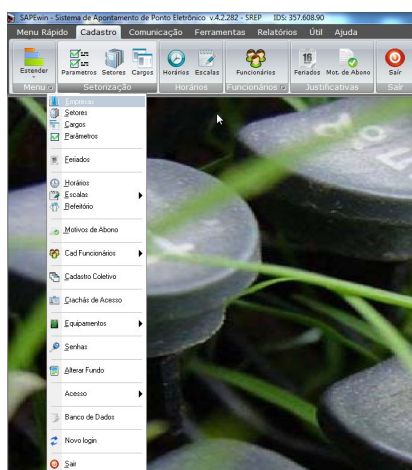 SAPEwin - Sistema de Apontamento de Ponto Eletrônico v.4.2.282 - SREP IDS: 357.608.90
Menu Rápido Cadastro Comunicação Ferramentas Relatórios Útil Ajuda
Estender Parametros Setores Cargos Horários Escalas Funcionários Feriados Mot. de Abono Sair
Menu Setorização Horários Funcionários Justificativas Sair
Empresas
Setores
Cargos
Parâmetros
Feriados
Horários
Escalas
Refeitório
Motivos de Abono
Cad Funcionários
Cadastro Coletivo
Crachás de Acesso
Equipamentos
Senhas
Alterar Fundo
Acesso
Banco de Dados
Novo login
Sair